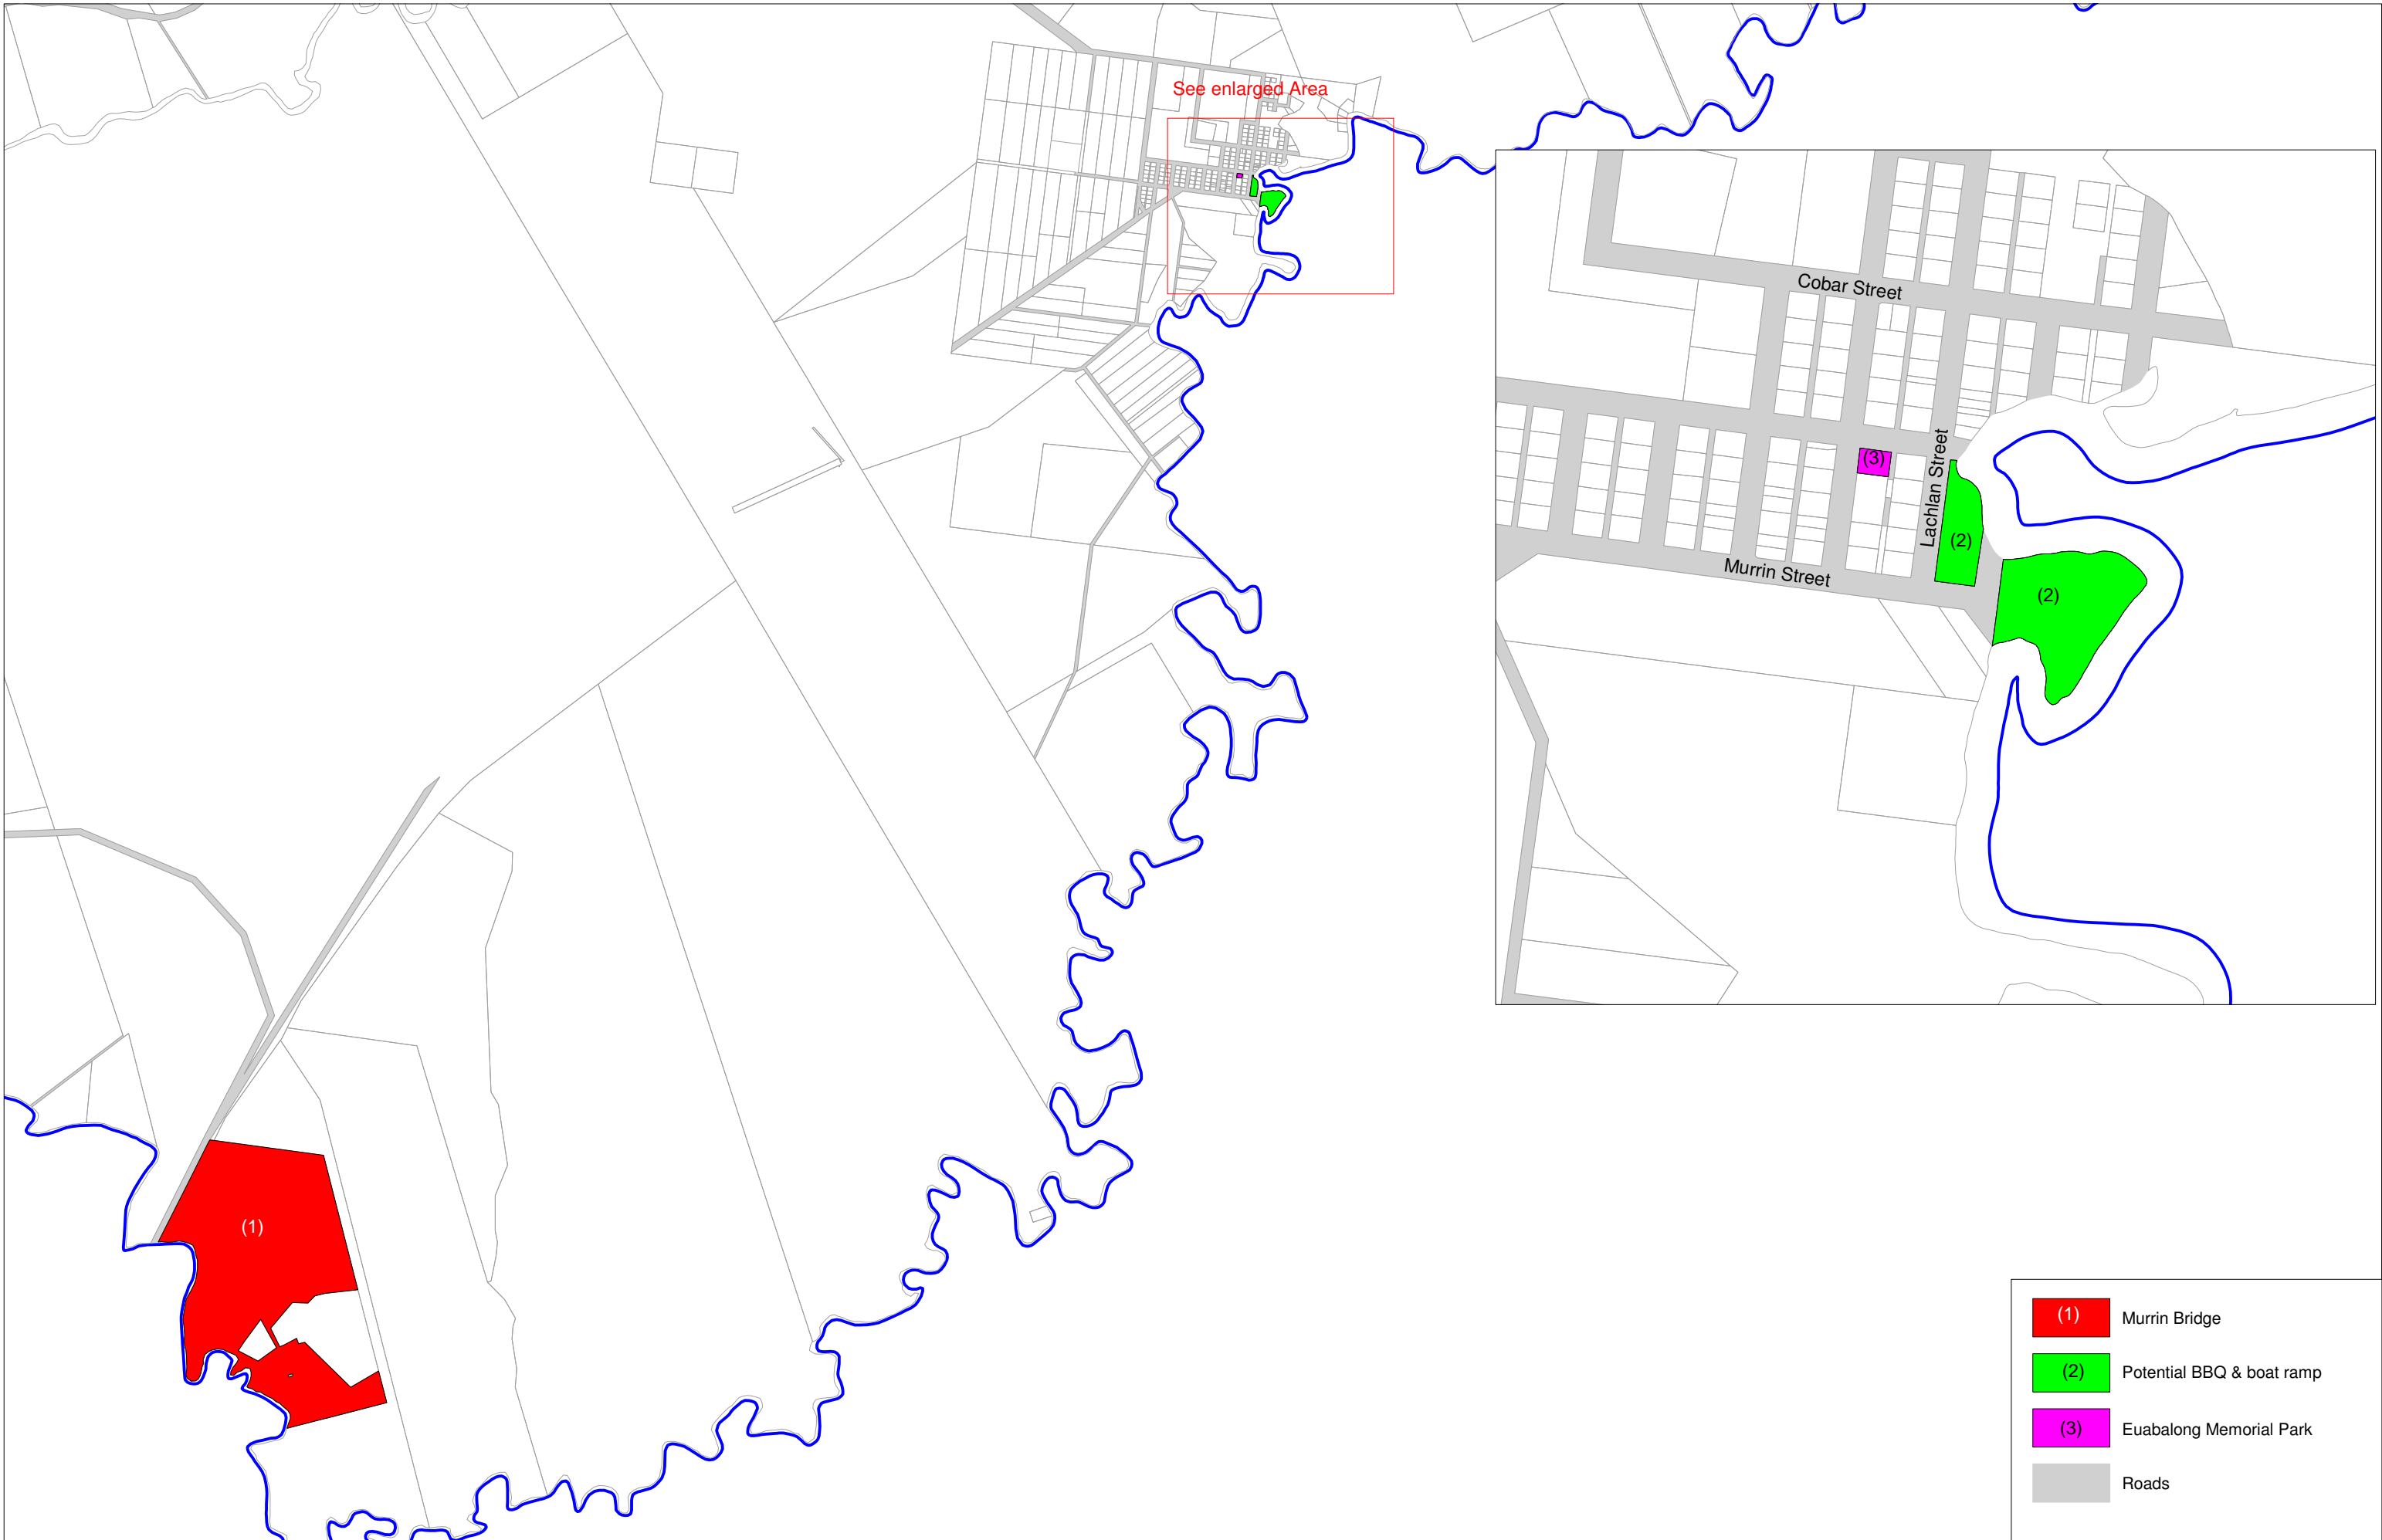 See enlarged Area
Cobar Street
(3)
Lachlan Street
(2)
Murrin Street
(2)
(1)
(1) Murrin Bridge
(2) Potential BBQ & boat ramp
(3) Euabalong Memorial Park
Roads